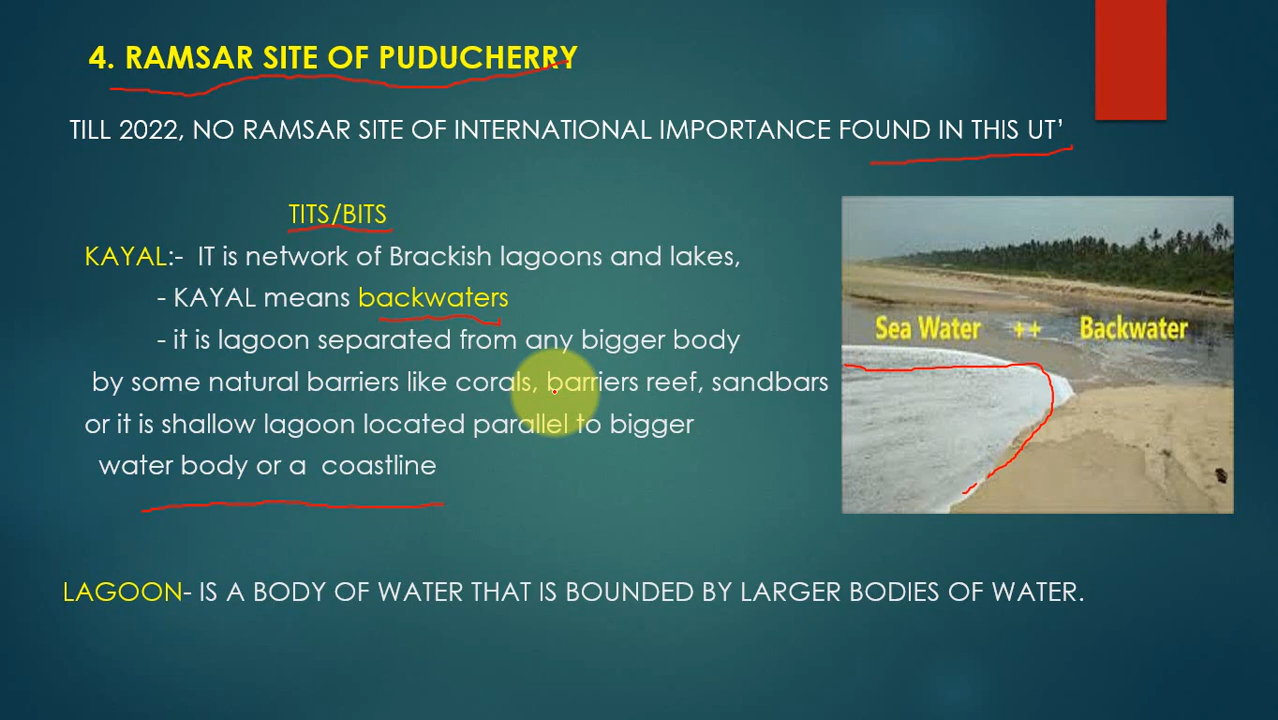 4. RAMSAR SITE OF PUDUCHERRY
TILL 2022, NO RAMSAR SITE OF INTERNATIONAL IMPORTANCE FOUND IN THIS UT'
TITS/BITS
KAYAL:- IT is network of Brackish lagoons and lakes,
- KAYAL means backwaters
- it is lagoon separated from any bigger body
by some natural barriers like corals, barriers reef, sandbars
or it is shallow lagoon located parallel to bigger
water body or a coastline
Sea Water ++ Backwater
LAGOON- IS A BODY OF WATER THAT IS BOUNDED BY LARGER BODIES OF WATER.